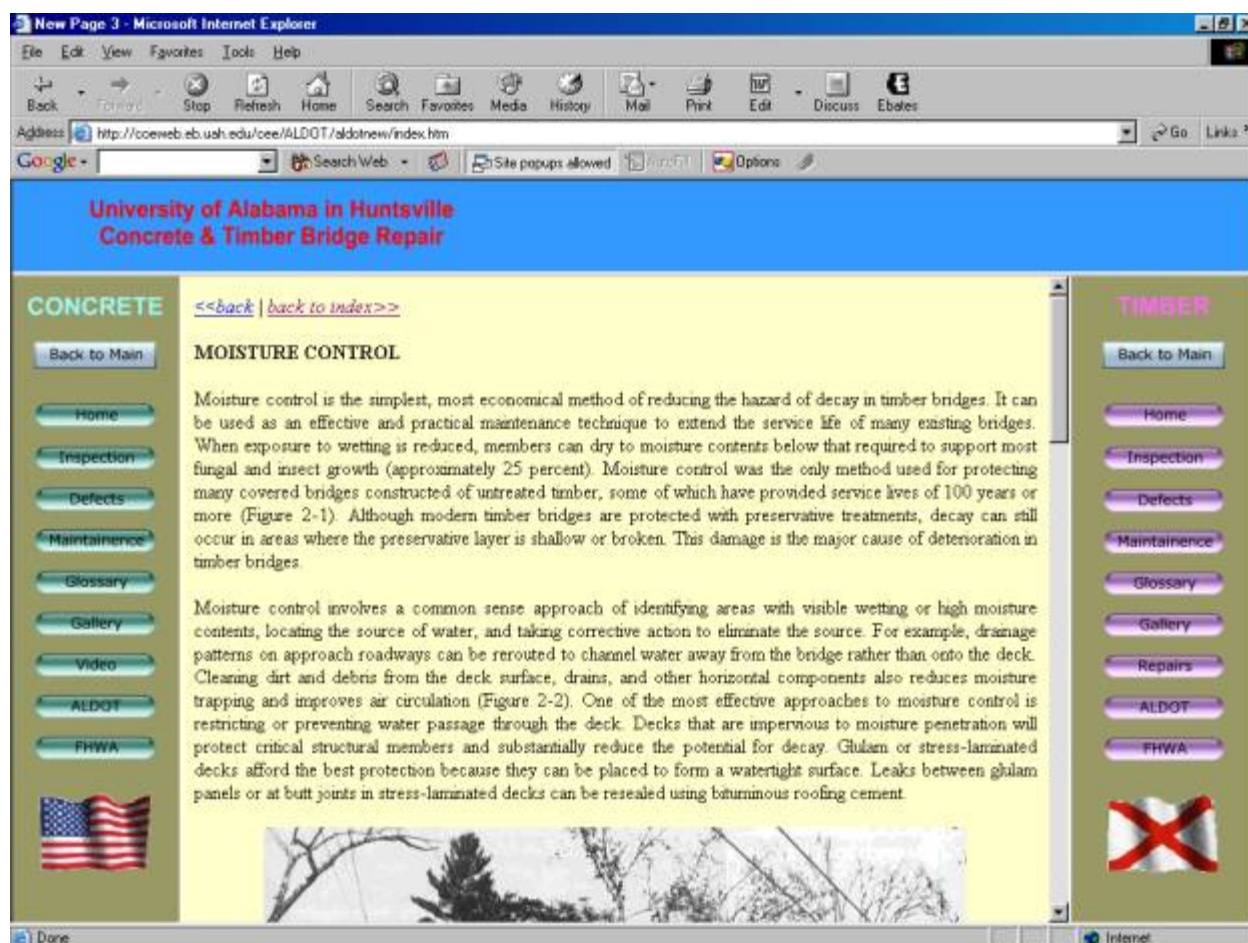 New Page 3 - Microsoft Internet Explorer
File Edit View Favorites Tools Help
Back Forward Stop Refresh Home Search Favorites Media History Mail Print Edit Discuss Ebates
Address http://coeweb.eb.uah.edu/cee/ALDOT/aldotnew/index.htm Go Links
Google Search Web Site popups allowed AutoFill Options
University of Alabama in Huntsville
Concrete & Timber Bridge Repair
CONCRETE
Back to Main
Home
Inspection
Defects
Maintainence
Glossary
Gallery
Video
ALDOT
FHWA
<<back | back to index>>
MOISTURE CONTROL
Moisture control is the simplest, most economical method of reducing the hazard of decay in timber bridges. It can
be used as an effective and practical maintenance technique to extend the service life of many existing bridges.
When exposure to wetting is reduced, members can dry to moisture contents below that required to support most
fungal and insect growth (approximately 25 percent). Moisture control was the only method used for protecting
many covered bridges constructed of untreated timber, some of which have provided service lives of 100 years or
more (Figure 2-1). Although modern timber bridges are protected with preservative treatments, decay can still
occur in areas where the preservative layer is shallow or broken. This damage is the major cause of deterioration in
timber bridges.
Moisture control involves a common sense approach of identifying areas with visible wetting or high moisture
contents, locating the source of water, and taking corrective action to eliminate the source. For example, drainage
patterns on approach roadways can be rerouted to channel water away from the bridge rather than onto the deck.
Cleaning dirt and debris from the deck surface, drains, and other horizontal components also reduces moisture
trapping and improves air circulation (Figure 2-2). One of the most effective approaches to moisture control is
restricting or preventing water passage through the deck. Decks that are impervious to moisture penetration will
protect critical structural members and substantially reduce the potential for decay. Glulam or stress-laminated
decks afford the best protection because they can be placed to form a watertight surface. Leaks between glulam
panels or at butt joints in stress-laminated decks can be resealed using bituminous roofing cement.
TIMBER
Back to Main
Home
Inspection
Defects
Maintainence
Glossary
Gallery
Repairs
ALDOT
FHWA
Done Internet